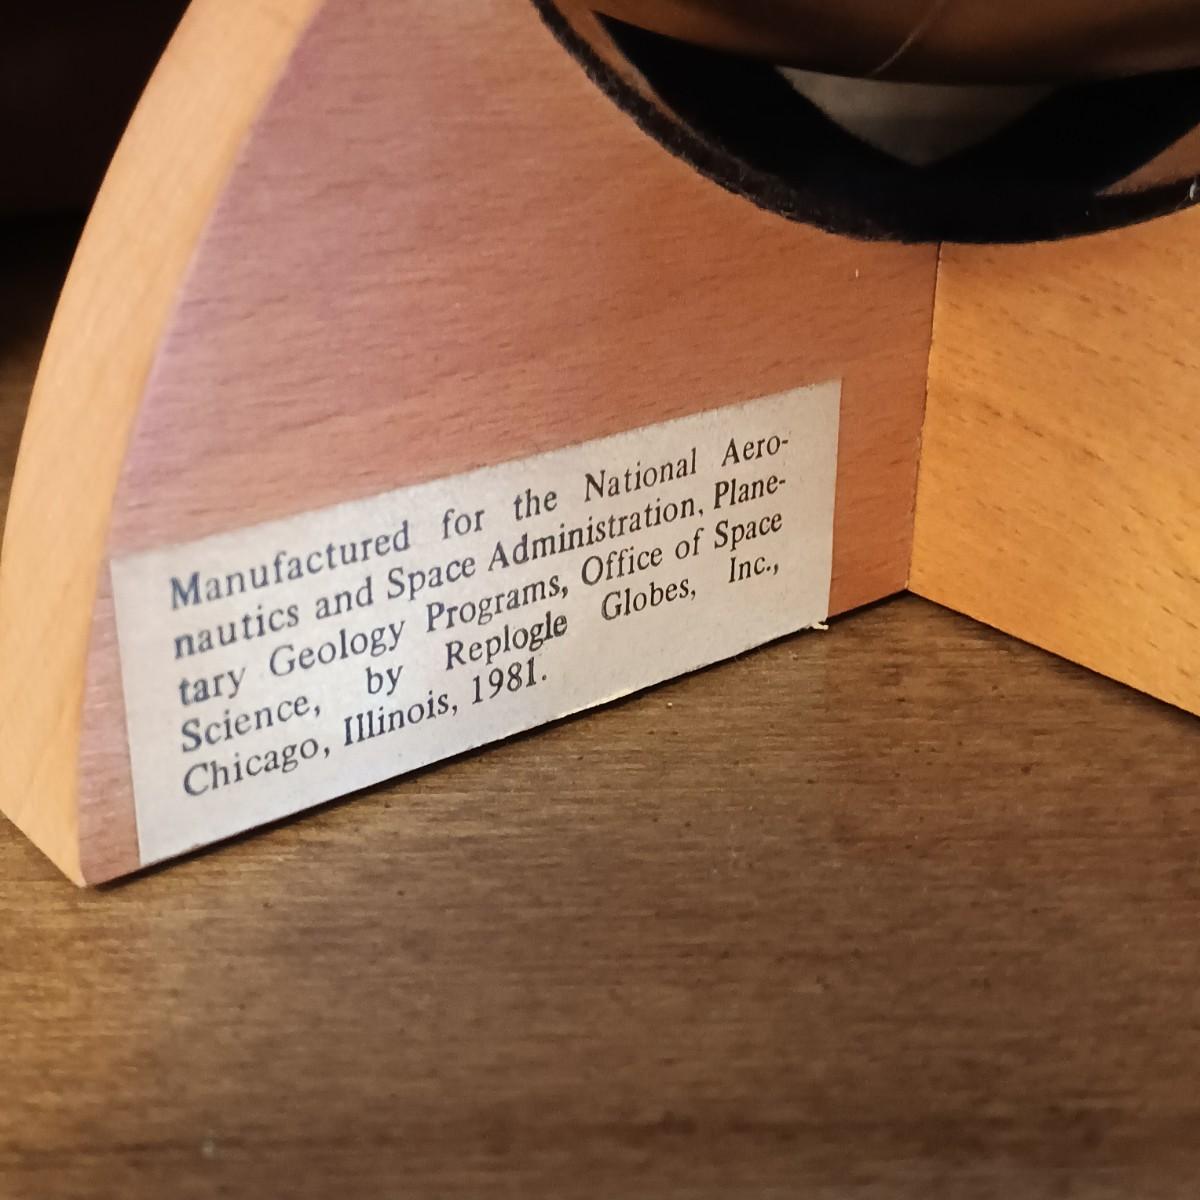 Manufactured for the National Aero-
nautics and Space Administration, Plane-
tary Geology Programs, Office of Space
Science, by Replogle Globes, Inc.,
Chicago, Illinois, 1981.